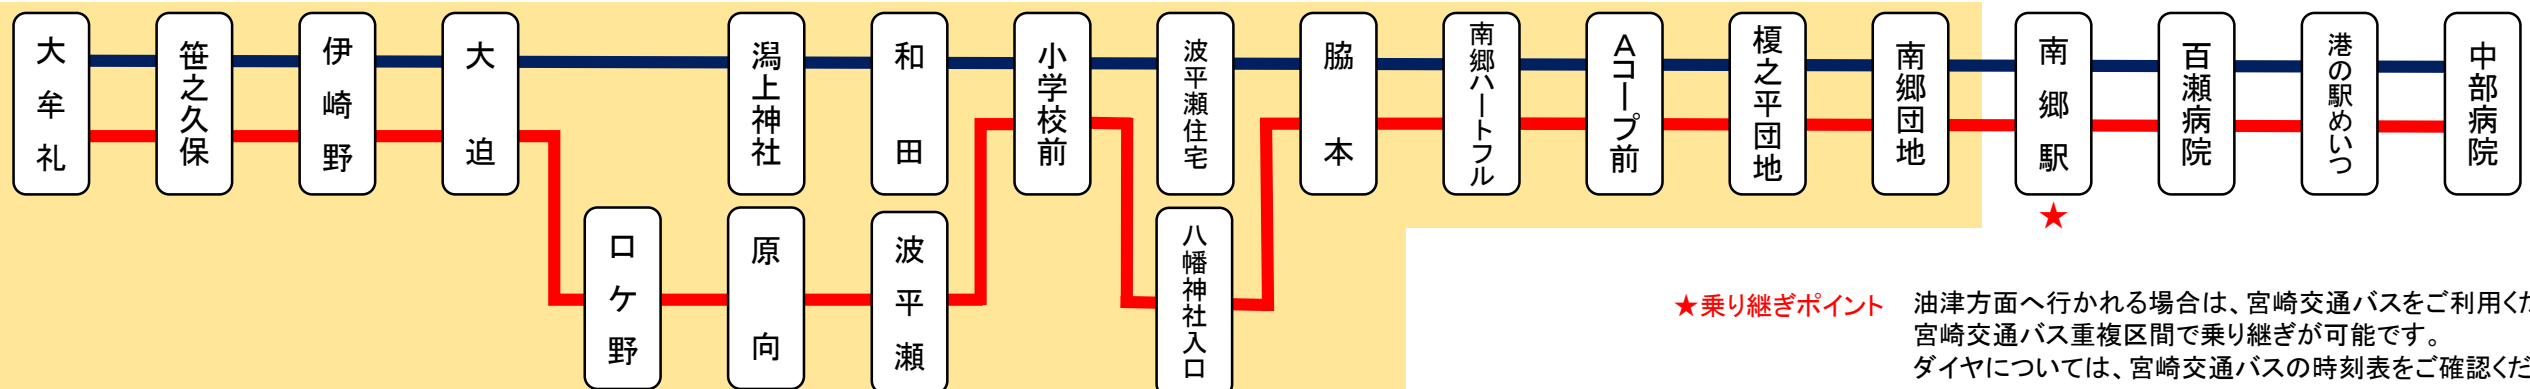 大牟礼
笹之久保
伊崎野
大迫
潟上神社
和田
小学校前
波平瀬住宅
脇本
南郷ハートフル
Aコープ前
榎之平団地
南郷団地
南郷駅
百瀬病院
港の駅めいつ
中部病院
口ケ野
原向
波平瀬
八幡神社入口
★
★乗り継ぎポイント 油津方面へ行かれる場合は、宮崎交通バスをご利用くだ
宮崎交通バス重複区間で乗り継ぎが可能です。
ダイヤについては、宮崎交通バスの時刻表をご確認くだ